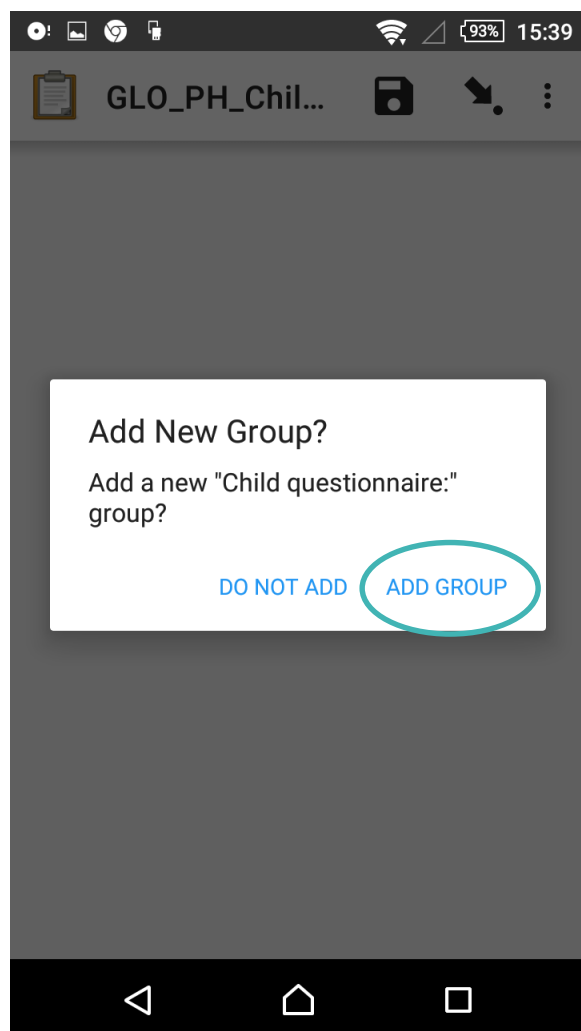 93% 15:39
GLO_PH_Chil...
Add New Group?
Add a new "Child questionnaire:"
group?
DO NOT ADD ADD GROUP